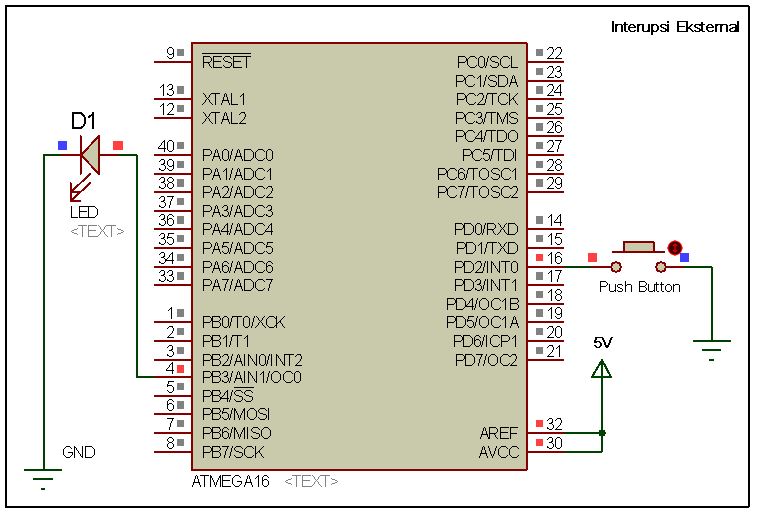 Interupsi Eksternal
D1
LED
<TEXT>
GND
9 RESET
13 XTAL1
12 XTAL2
40 PA0/ADC0
39 PA1/ADC1
38 PA2/ADC2
37 PA3/ADC3
36 PA4/ADC4
35 PA5/ADC5
34 PA6/ADC6
33 PA7/ADC7
1 PB0/T0/XCK
2 PB1/T1
3 PB2/AIN0/INT2
4 PB3/AIN1/OC0
5 PB4/SS
6 PB5/MOSI
7 PB6/MISO
8 PB7/SCK
PC0/SCL 22
PC1/SDA 23
PC2/TCK 24
PC3/TMS 25
PC4/TDO 26
PC5/TDI 27
PC6/TOSC1 28
PC7/TOSC2 29
PD0/RXD 14
PD1/TXD 15
PD2/INT0 16
PD3/INT1 17
PD4/OC1B 18
PD5/OC1A 19
PD6/ICP1 20
PD7/OC2 21
AREF 32
AVCC 30
ATMEGA16 <TEXT>
Push Button
5V